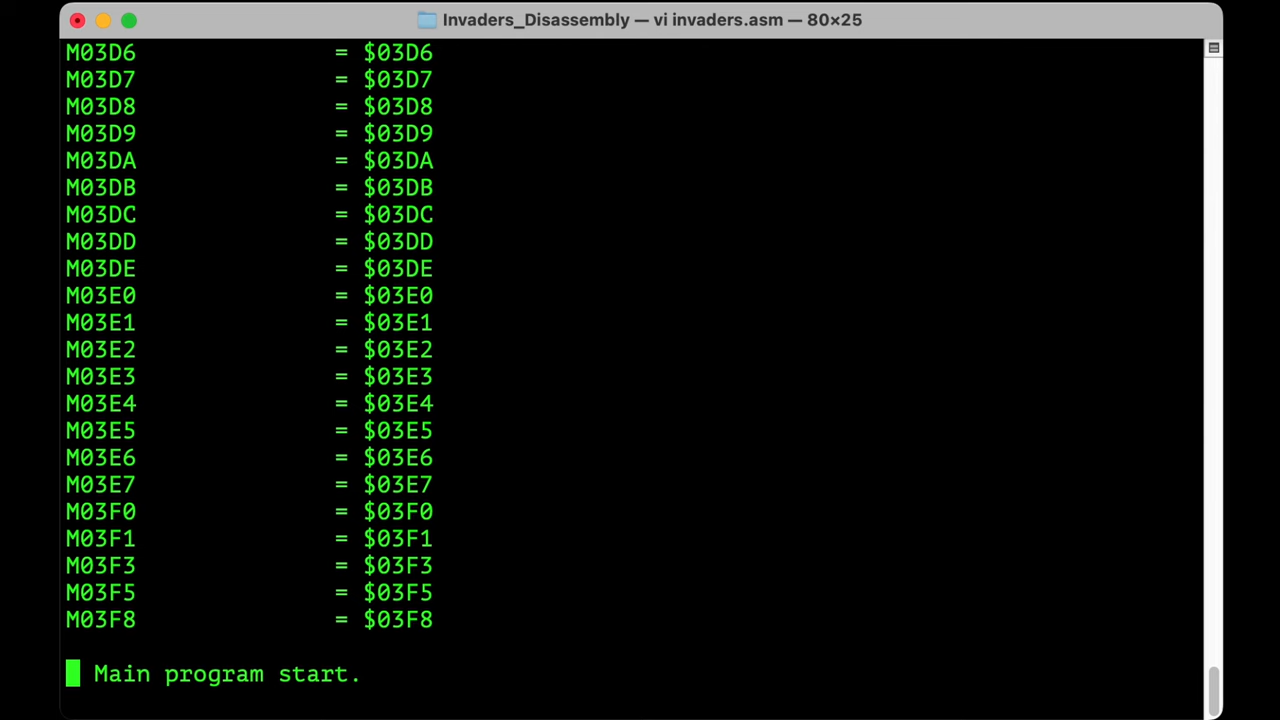 Invaders_Disassembly — vi invaders.asm — 80×25
M03D6 = $03D6
M03D7 = $03D7
M03D8 = $03D8
M03D9 = $03D9
M03DA = $03DA
M03DB = $03DB
M03DC = $03DC
M03DD = $03DD
M03DE = $03DE
M03E0 = $03E0
M03E1 = $03E1
M03E2 = $03E2
M03E3 = $03E3
M03E4 = $03E4
M03E5 = $03E5
M03E6 = $03E6
M03E7 = $03E7
M03F0 = $03F0
M03F1 = $03F1
M03F3 = $03F3
M03F5 = $03F5
M03F8 = $03F8
Main program start.